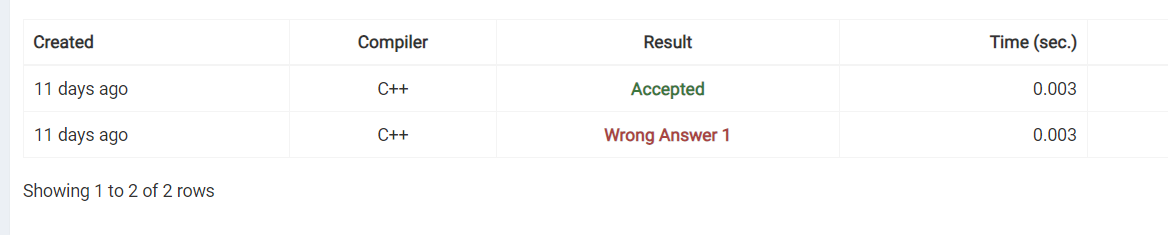 Created Compiler Result Time (sec.)
11 days ago C++ Accepted 0.003
11 days ago C++ Wrong Answer 1 0.003
Showing 1 to 2 of 2 rows